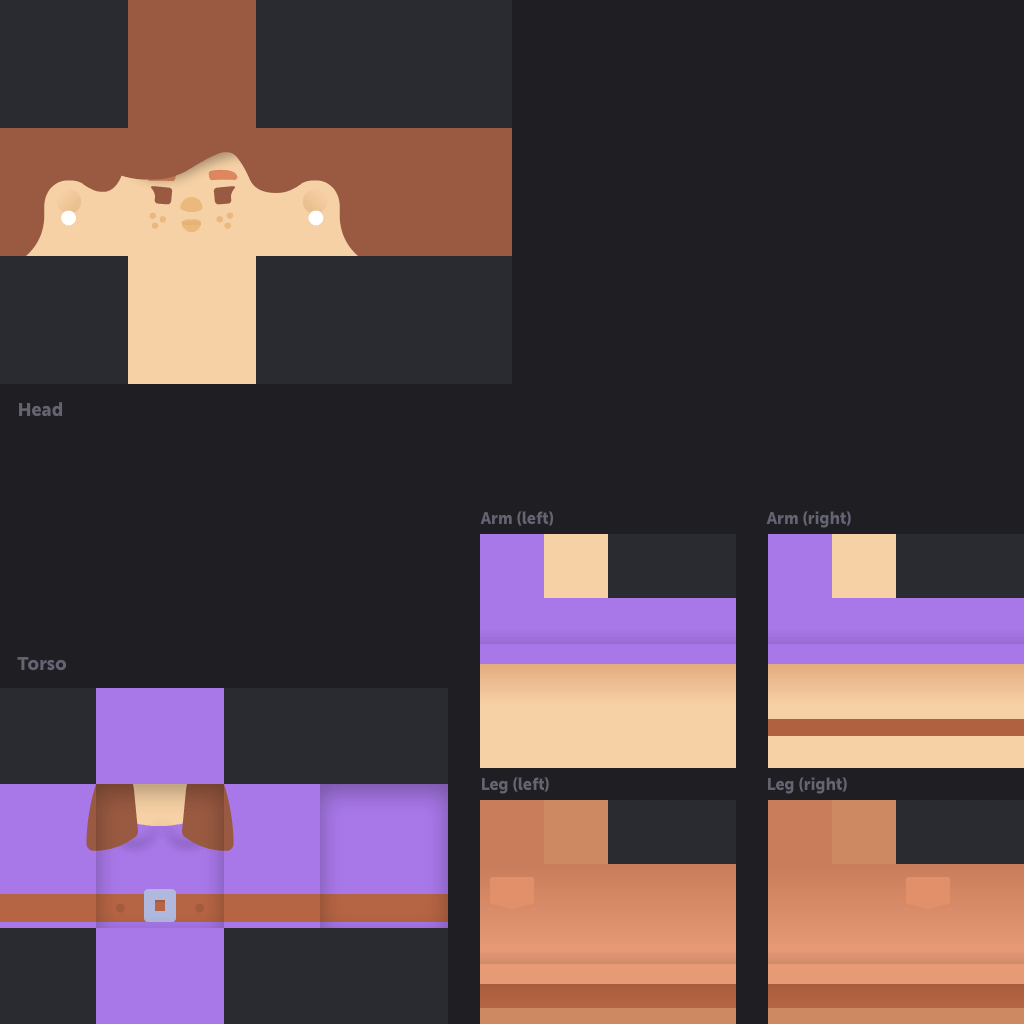 Head
Arm (left)
Arm (right)
Torso
Leg (left)
Leg (right)